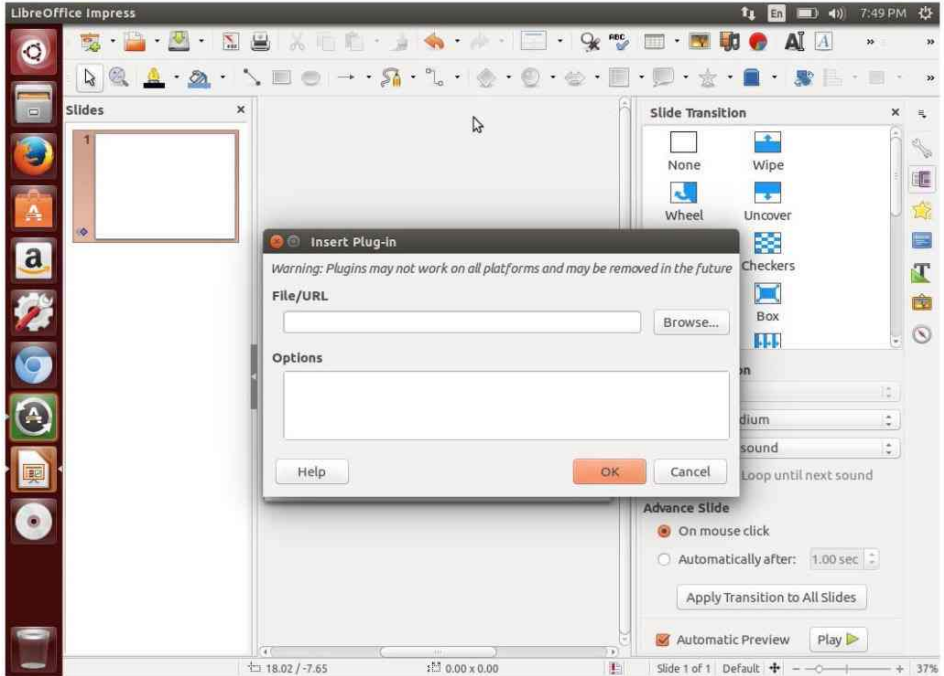 LibreOffice Impress
En
7:49 PM
ABC
AI
A
Slides
1
Slide Transition
None
Wipe
Wheel
Uncover
Checkers
Box
Insert Plug-in
Warning: Plugins may not work on all platforms and may be removed in the future
File/URL
Browse...
Options
Help
OK
Cancel
on
dium
sound
Loop until next sound
Advance Slide
On mouse click
Automatically after: 1.00 sec
Apply Transition to All Slides
Automatic Preview
Play
18.02 / -7.65
0.00 x 0.00
Slide 1 of 1
Default
37%